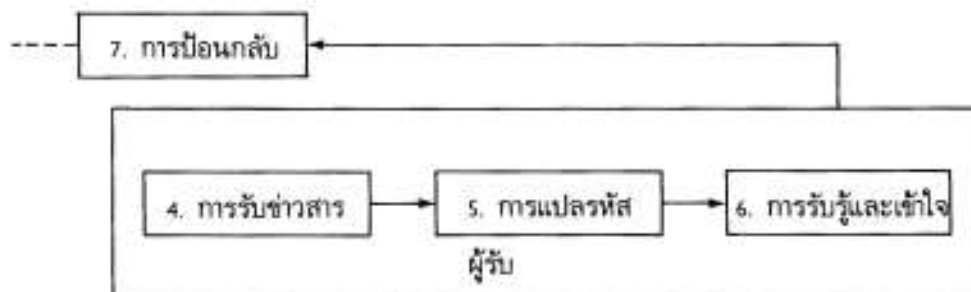 7. การป้อนกลับ
4. การรับข่าวสาร
5. การแปลรหัส
6. การรับรู้และเข้าใจ
ผู้รับ